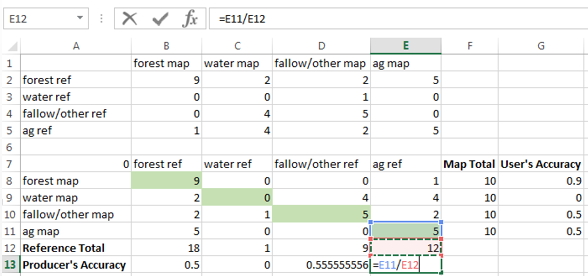 E12 fx =E11/E12
A B C D E F G
1 forest map water map fallow/other map ag map
2 forest ref 9 2 2 5
3 water ref 0 0 1 0
4 fallow/other ref 0 4 5 0
5 ag ref 1 4 2 5
6
7 0 forest ref water ref fallow/other ref ag ref Map Total User's Accuracy
8 forest map 9 0 0 1 10 0.9
9 water map 2 0 4 4 10 0
10 fallow/other map 2 1 5 2 10 0.5
11 ag map 5 0 0 5 10 0.5
12 Reference Total 18 1 9 12
13 Producer's Accuracy 0.5 0 0.555555556 =E11/E12